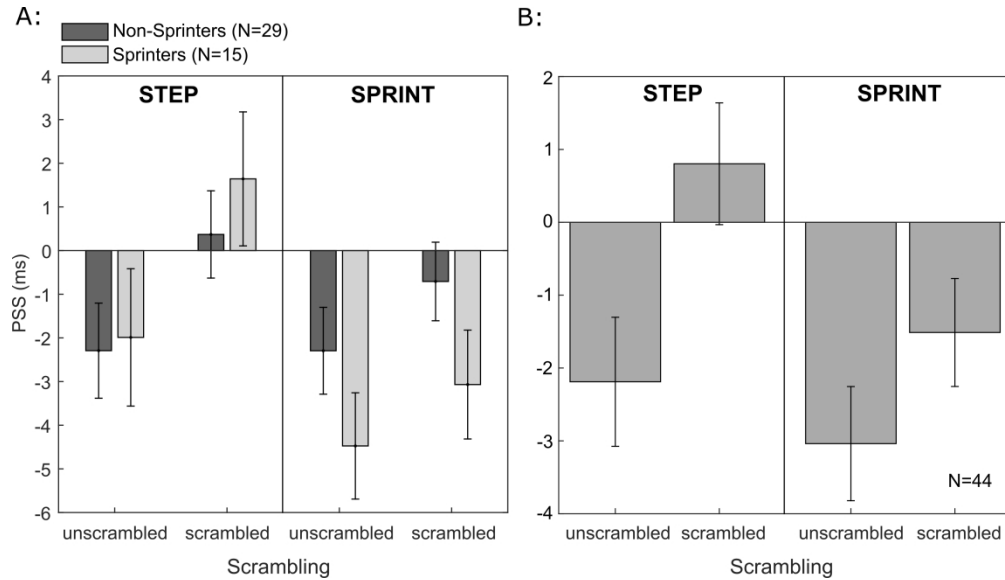 A:
Non-Sprinters (N=29)
Sprinters (N=15)
STEP SPRINT
4
3
2
1
0
-1
-2
-3
-4
-5
-6
PSS (ms)
unscrambled scrambled unscrambled scrambled
Scrambling
B:
STEP SPRINT
2
1
0
-1
-2
-3
-4
N=44
unscrambled scrambled unscrambled scrambled
Scrambling